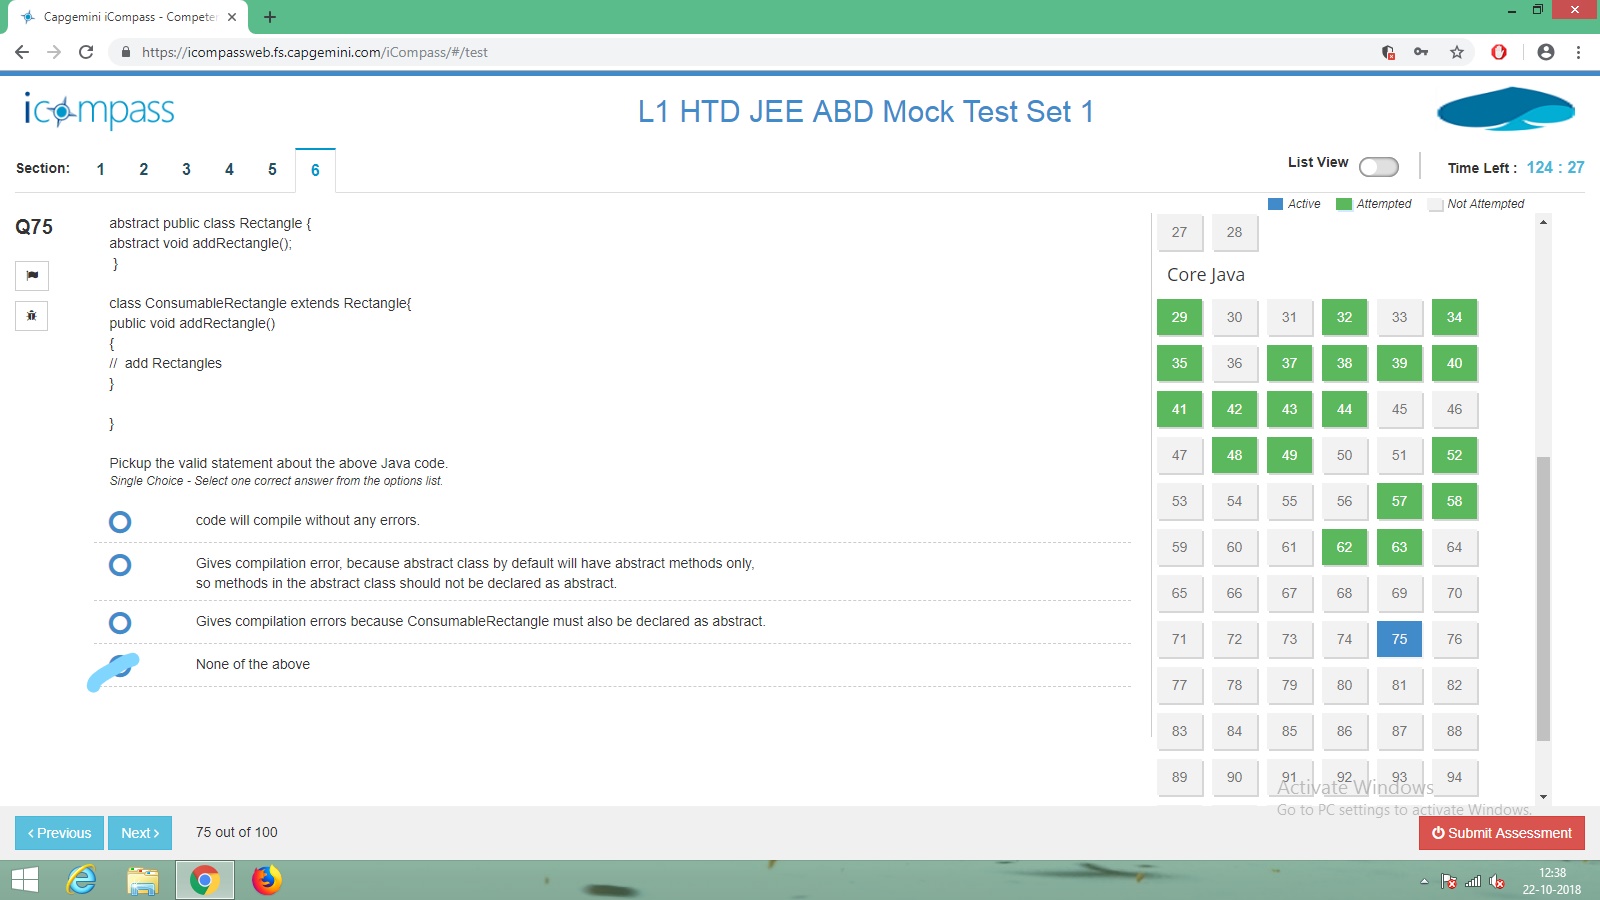 Capgemini iCompass - Competen
https://icompassweb.fs.capgemini.com/iCompass/#/test
icompass
L1 HTD JEE ABD Mock Test Set 1
Section: 1 2 3 4 5 6
List View
Time Left : 124 : 27
Active Attempted Not Attempted
Q75
abstract public class Rectangle {
abstract void addRectangle();
}
class ConsumableRectangle extends Rectangle{
public void addRectangle()
{
// add Rectangles
}
}
Pickup the valid statement about the above Java code.
Single Choice - Select one correct answer from the options list.
code will compile without any errors.
Gives compilation error, because abstract class by default will have abstract methods only,
so methods in the abstract class should not be declared as abstract.
Gives compilation errors because ConsumableRectangle must also be declared as abstract.
None of the above
27 28
Core Java
29 30 31 32 33 34
35 36 37 38 39 40
41 42 43 44 45 46
47 48 49 50 51 52
53 54 55 56 57 58
59 60 61 62 63 64
65 66 67 68 69 70
71 72 73 74 75 76
77 78 79 80 81 82
83 84 85 86 87 88
89 90 91 92 93 94
Activate Windows
Go to PC settings to activate Windows.
Previous Next 75 out of 100
Submit Assessment
12:38
22-10-2018